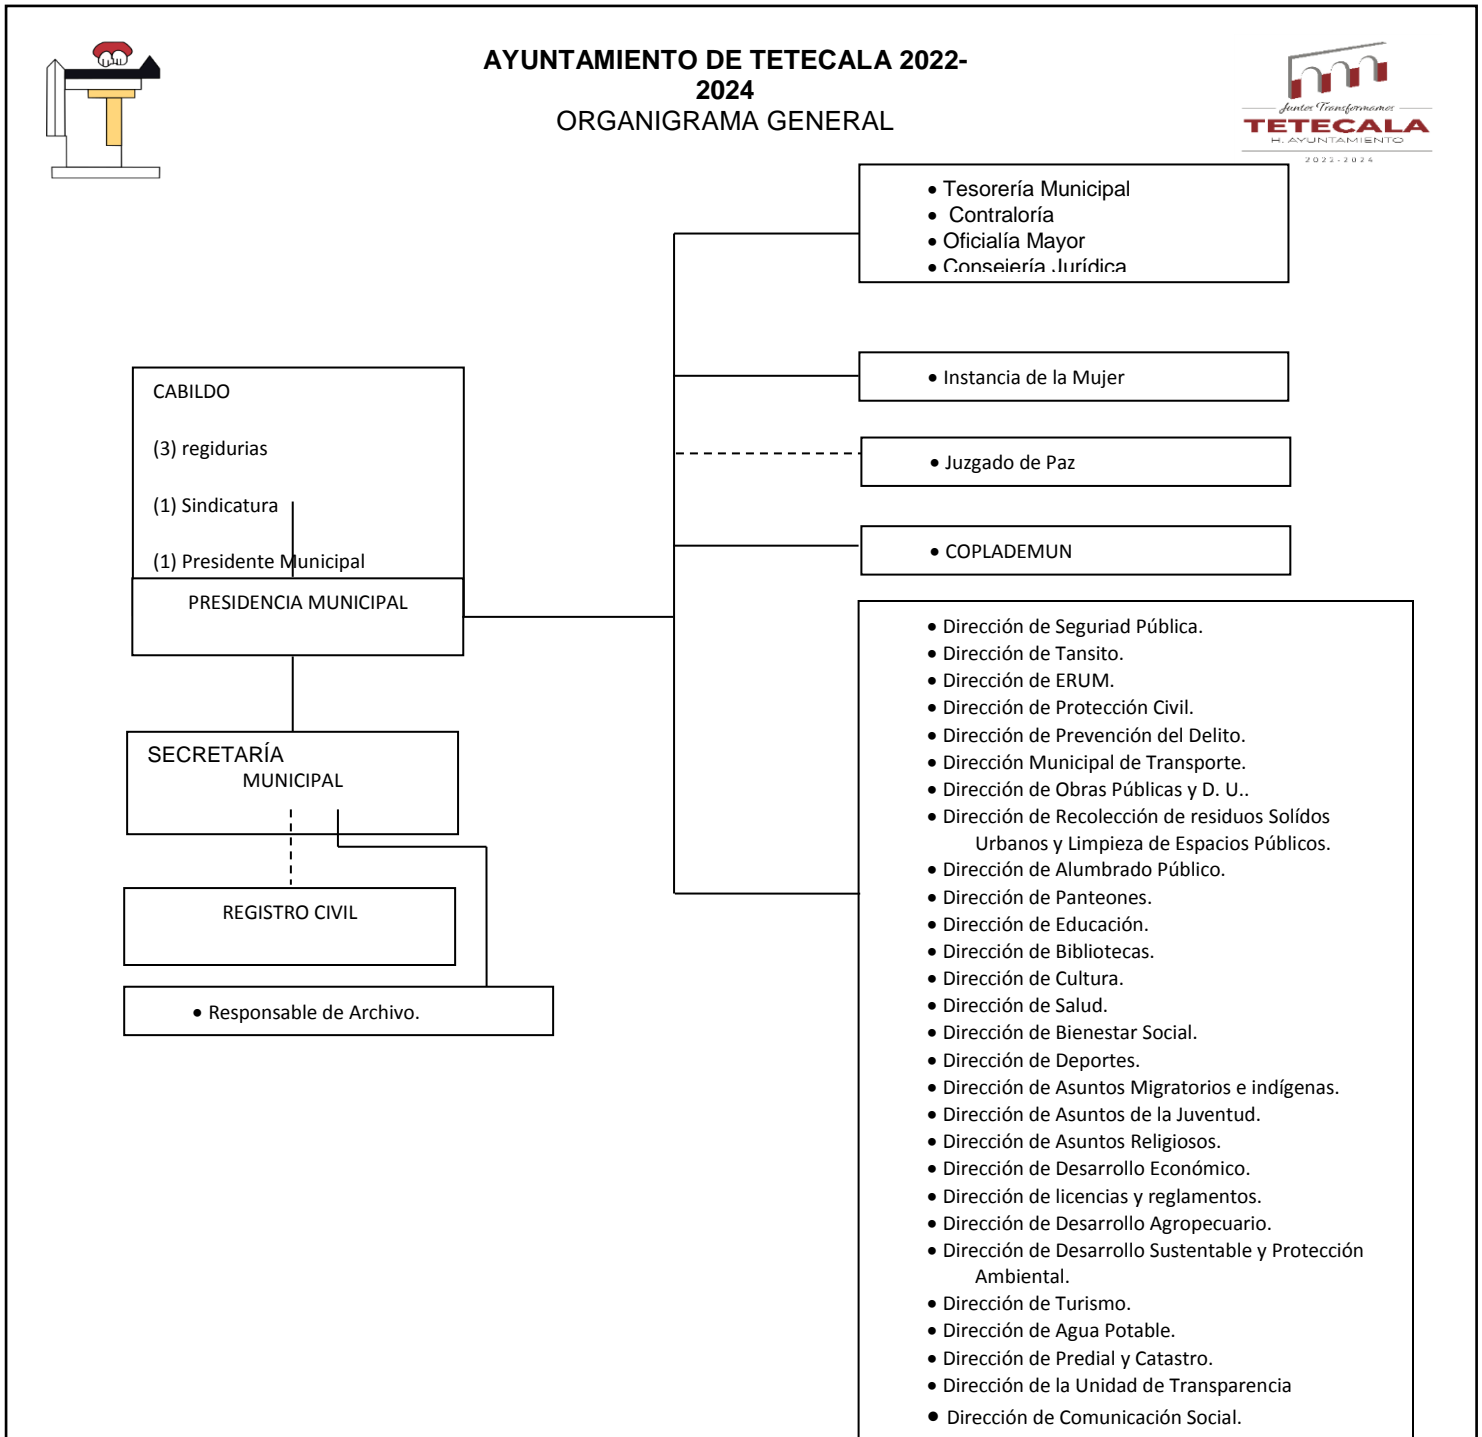 AYUNTAMIENTO DE TETECALA 2022-
2024
ORGANIGRAMA GENERAL
Juntos Transformamos
TETECALA
H. AYUNTAMIENTO
2022-2024
• Tesorería Municipal
• Contraloría
• Oficialía Mayor
• Consejería Jurídica
• Instancia de la Mujer
• Juzgado de Paz
• COPLADEMUN
CABILDO
(3) regidurias
(1) Sindicatura
(1) Presidente Municipal
PRESIDENCIA MUNICIPAL
SECRETARÍA
MUNICIPAL
REGISTRO CIVIL
• Responsable de Archivo.
• Dirección de Seguriad Pública.
• Dirección de Tansito.
• Dirección de ERUM.
• Dirección de Protección Civil.
• Dirección de Prevención del Delito.
• Dirección Municipal de Transporte.
• Dirección de Obras Públicas y D. U..
• Dirección de Recolección de residuos Solídos
Urbanos y Limpieza de Espacios Públicos.
• Dirección de Alumbrado Público.
• Dirección de Panteones.
• Dirección de Educación.
• Dirección de Bibliotecas.
• Dirección de Cultura.
• Dirección de Salud.
• Dirección de Bienestar Social.
• Dirección de Deportes.
• Dirección de Asuntos Migratorios e indígenas.
• Dirección de Asuntos de la Juventud.
• Dirección de Asuntos Religiosos.
• Dirección de Desarrollo Económico.
• Dirección de licencias y reglamentos.
• Dirección de Desarrollo Agropecuario.
• Dirección de Desarrollo Sustentable y Protección
Ambiental.
• Dirección de Turismo.
• Dirección de Agua Potable.
• Dirección de Predial y Catastro.
• Dirección de la Unidad de Transparencia
• Dirección de Comunicación Social.